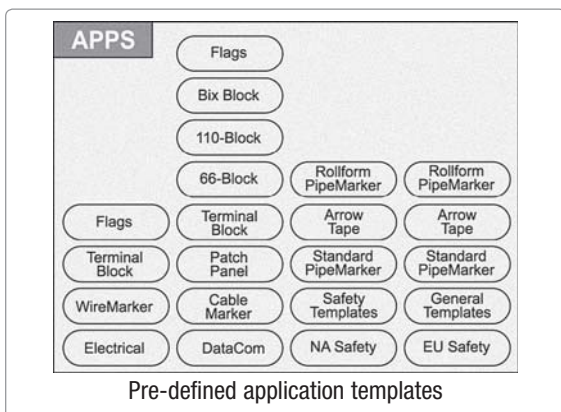 APPS
Flags
Bix Block
110-Block
66-Block
Rollform
PipeMarker
Rollform
PipeMarker
Flags
Terminal
Block
Arrow
Tape
Arrow
Tape
Terminal
Block
Patch
Panel
Standard
PipeMarker
Standard
PipeMarker
WireMarker
Cable
Marker
Safety
Templates
General
Templates
Electrical
DataCom
NA Safety
EU Safety
Pre-defined application templates